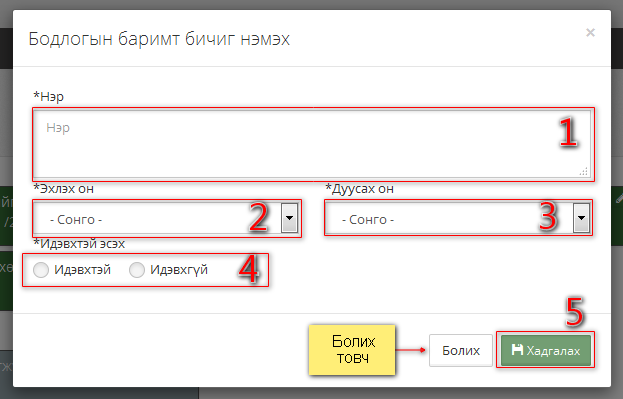 Бодлогын баримт бичиг нэмэх
×
*Нэр
Нэр
1
*Эхлэх он
*Дуусах он
- Сонго -
2
- Сонго -
3
*Идэвхтэй эсэх
Идэвхтэй
Идэвхгүй
4
5
Болих
товч
Болих
Хадгалах